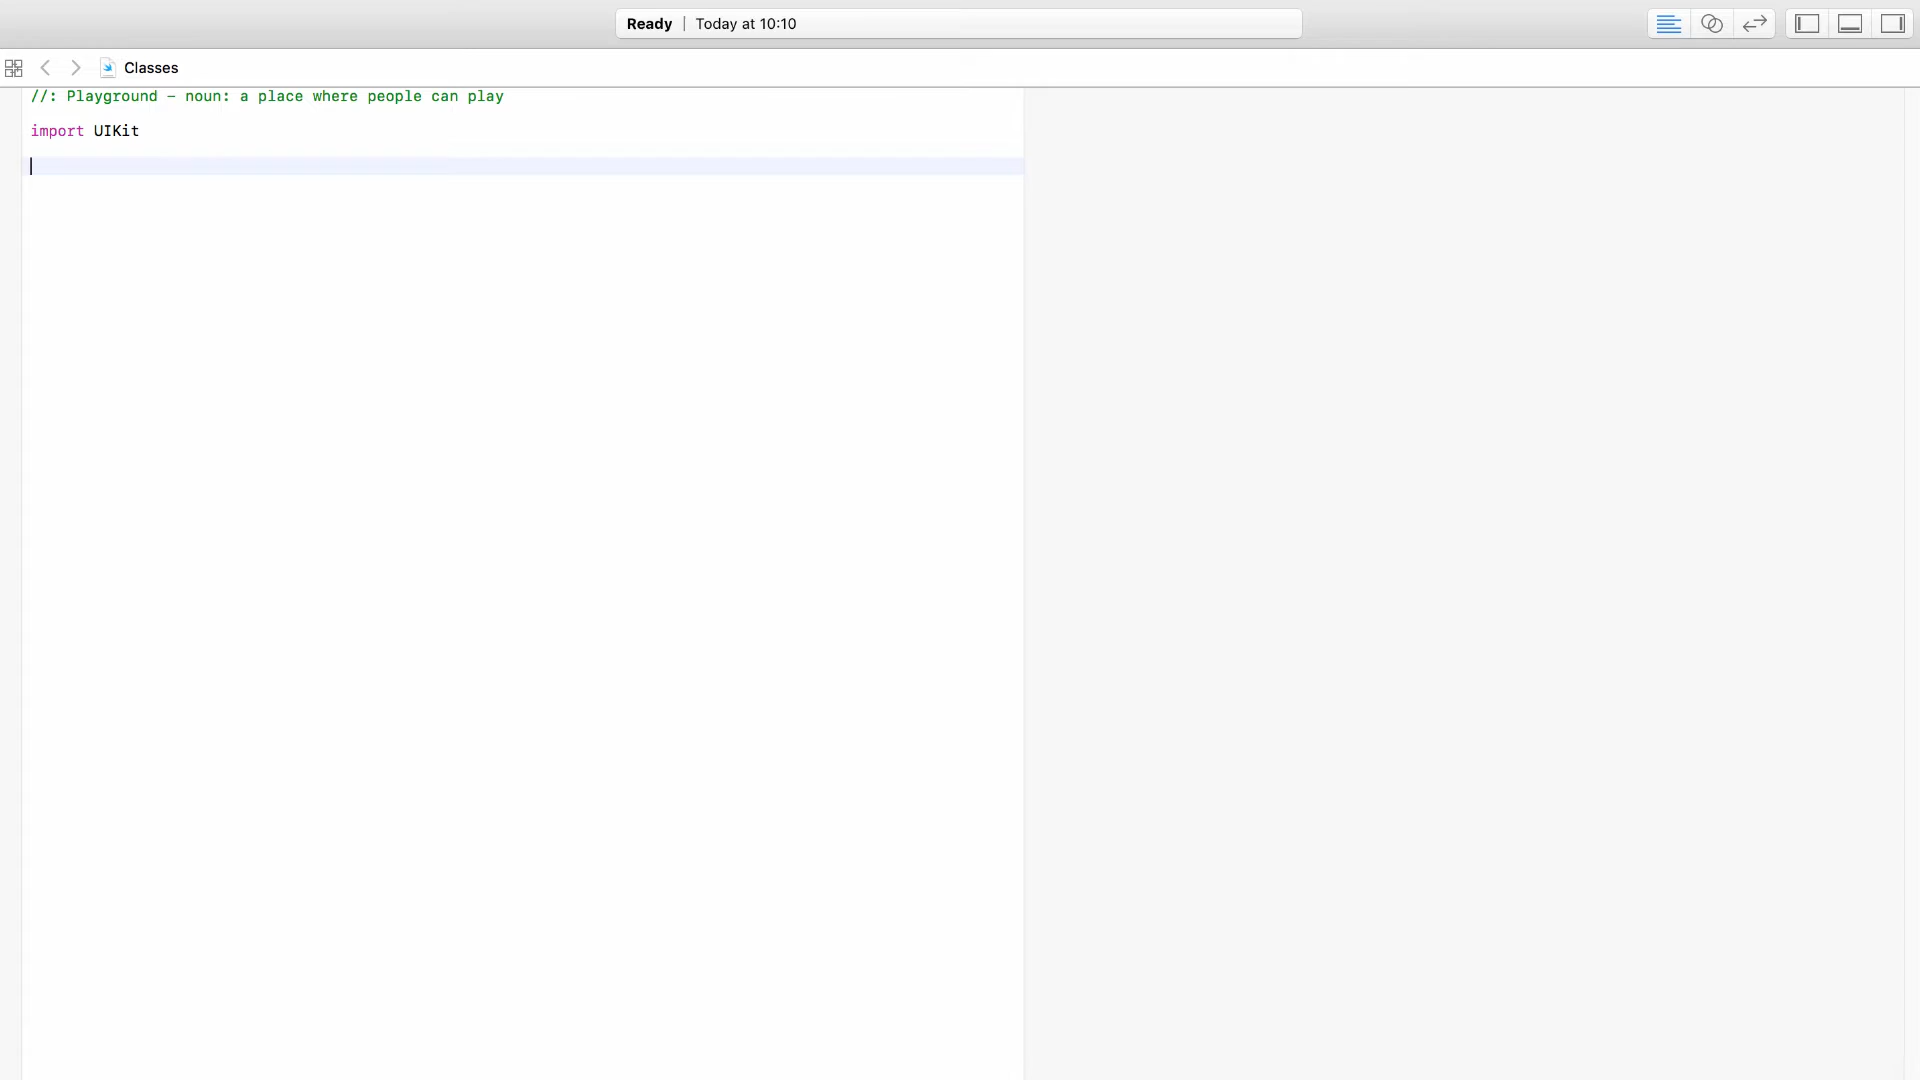 Ready | Today at 10:10
Classes
//: Playground - noun: a place where people can play
import UIKit